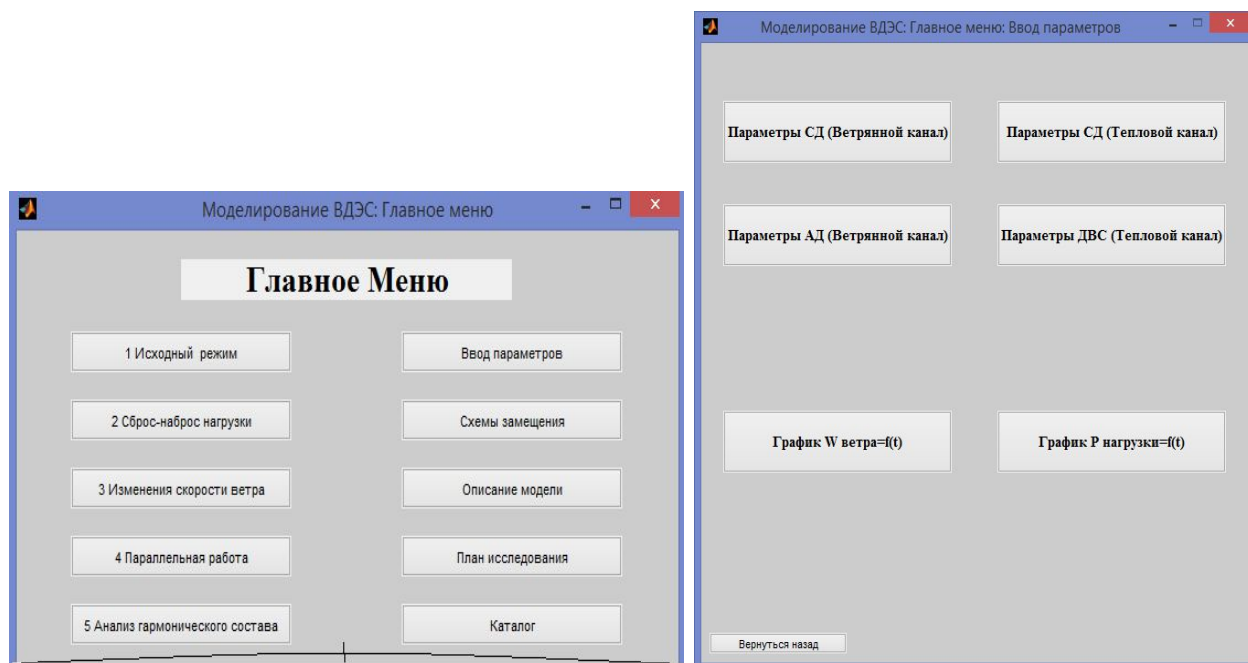 Моделирование ВДЭС: Главное меню
Главное Меню
1 Исходный режим
Ввод параметров
2 Сброс-наброс нагрузки
Схемы замещения
3 Изменения скорости ветра
Описание модели
4 Параллельная работа
План исследования
5 Анализ гармонического состава
Каталог
Моделирование ВДЭС: Главное меню: Ввод параметров
Параметры СД (Ветрянной канал)
Параметры СД (Тепловой канал)
Параметры АД (Ветрянной канал)
Параметры ДВС (Тепловой канал)
График W ветра=f(t)
График P нагрузки=f(t)
Вернуться назад